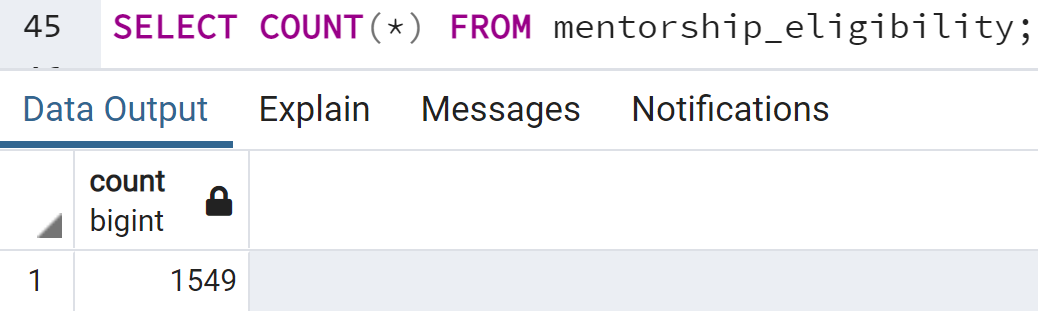 45 SELECT COUNT(*) FROM mentorship_eligibility;
Data Output Explain Messages Notifications
count
bigint
1 1549